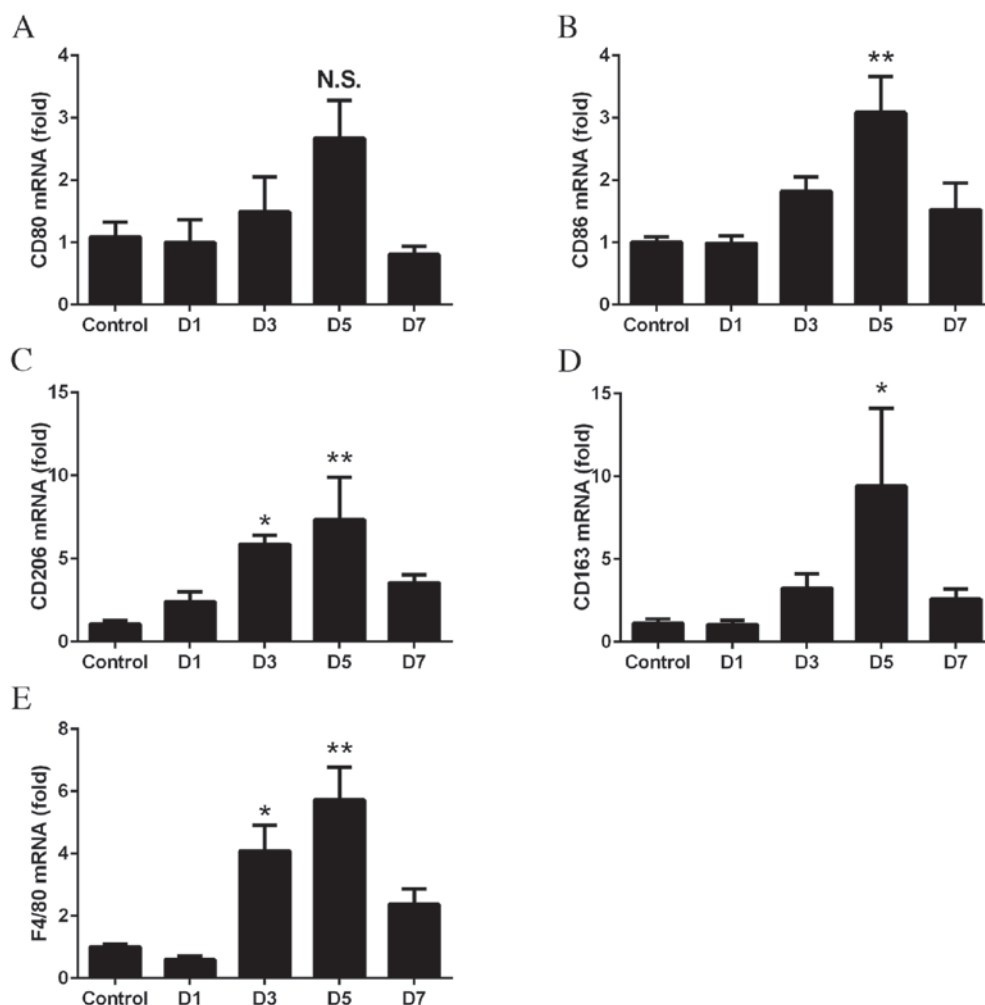 A
CD80 mRNA (fold)
4
3
2
1
0
N.S.
Control D1 D3 D5 D7
B
CD86 mRNA (fold)
4
3
2
1
0
**
Control D1 D3 D5 D7
C
CD206 mRNA (fold)
15
10
5
0
* **
Control D1 D3 D5 D7
D
CD163 mRNA (fold)
15
10
5
0
*
Control D1 D3 D5 D7
E
F4/80 mRNA (fold)
8
6
4
2
0
* **
Control D1 D3 D5 D7